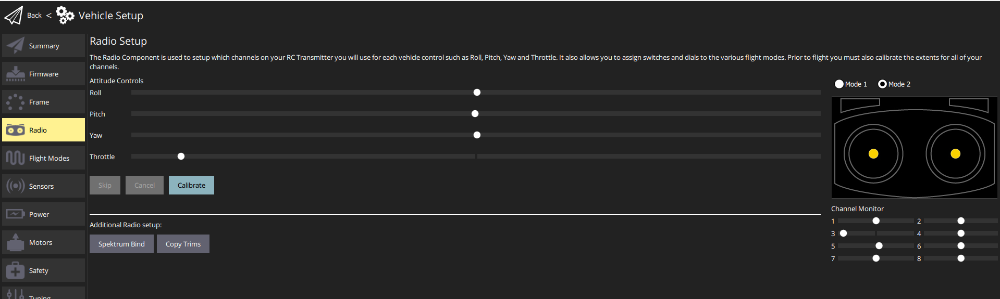 Back < Vehicle Setup
Summary
Firmware
Frame
Radio
Flight Modes
Sensors
Power
Motors
Safety
Tuning
Radio Setup
The Radio Component is used to setup which channels on your RC Transmitter you will use for each vehicle control such as Roll, Pitch, Yaw and Throttle. It also allows you to assign switches and dials to the various flight modes. Prior to flight you must also calibrate the extents for all of your
channels.
Attitude Controls
Roll
Pitch
Yaw
Throttle
Skip Cancel Calibrate
Additional Radio setup:
Spektrum Bind Copy Trims
Mode 1 Mode 2
Channel Monitor
1 2
3 4
5 6
7 8